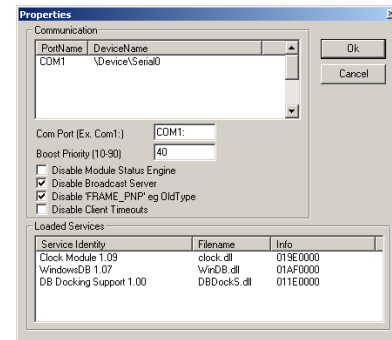 Properties
Communication
PortName DeviceName
COM1 \Device\Serial0
Ok
Cancel
Com Port (Ex. Com1:) COM1:
Boost Priority (10-90) 40
Disable Module Status Engine
Disable Broadcast Server
Disable 'FRAME_PNP' eg OldType
Disable Client Timeouts
Loaded Services
Service Identity Filename Info
Clock Module 1.09 clock.dll 019E0000
WindowsDB 1.07 WinDB.dll 01AF0000
DB Docking Support 1.00 DBDockS.dll 011E0000